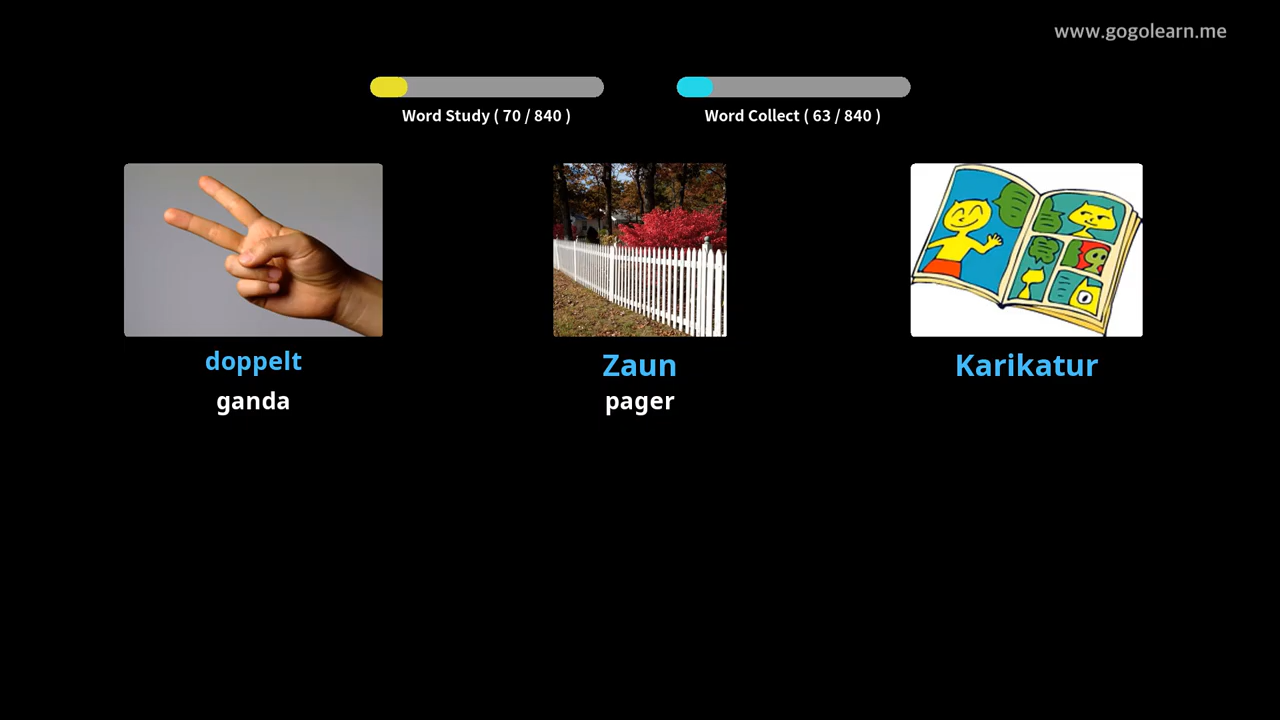 www.gogolearn.me
Word Study ( 70 / 840 )
Word Collect ( 63 / 840 )
doppelt
ganda
Zaun
pager
Karikatur